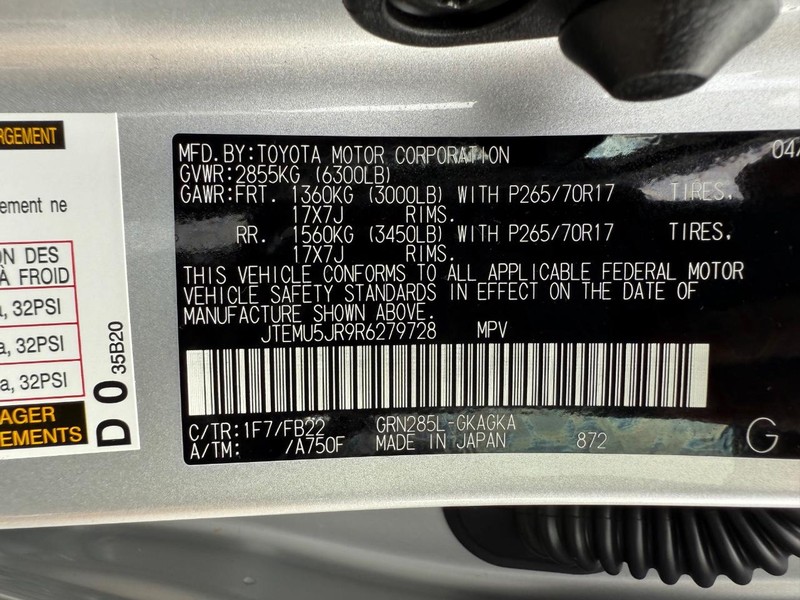 RGEMENT
ement ne
ON DES
À FROID
a, 32PSI
a, 32PSI
a, 32PSI
AGER
EMENTS
D 0 35B20
MFD.BY:TOYOTA MOTOR CORPORATION 04/
GVWR:2855KG (6300LB)
GAWR:FRT. 1360KG (3000LB) WITH P265/70R17 TIRES.
17X7J RIMS.
RR. 1560KG (3450LB) WITH P265/70R17 TIRES.
17X7J RIMS.
THIS VEHICLE CONFORMS TO ALL APPLICABLE FEDERAL MOTOR
VEHICLE SAFETY STANDARDS IN EFFECT ON THE DATE OF
MANUFACTURE SHOWN ABOVE.
JTEMU5JR9R6279728 MPV
C/TR:1F7/FB22 GRN285L-GKAGKA
A/TM: /A750F MADE IN JAPAN 872 G